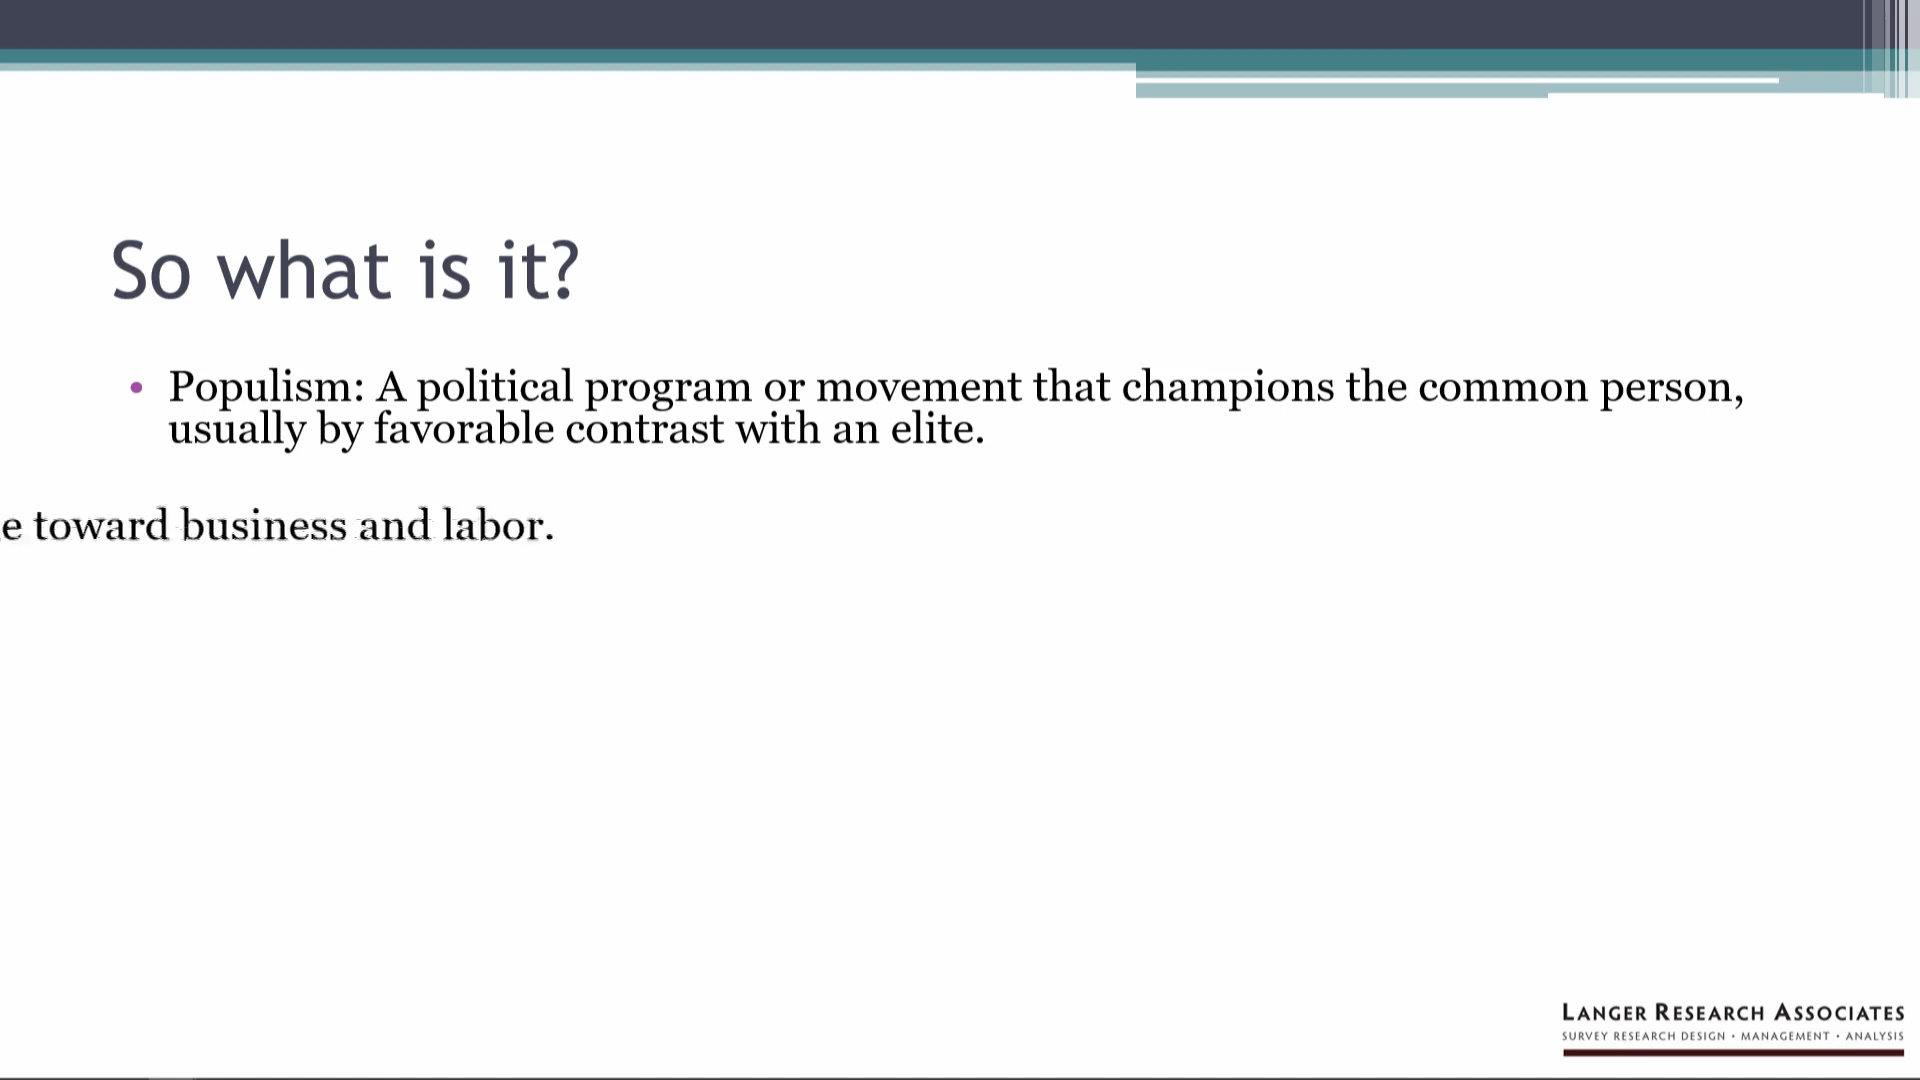 So what is it?
• Populism: A political program or movement that champions the common person,
usually by favorable contrast with an elite.
toward business and labor.
LANGER RESEARCH ASSOCIATES
SURVEY RESEARCH DESIGN • MANAGEMENT • ANALYSIS